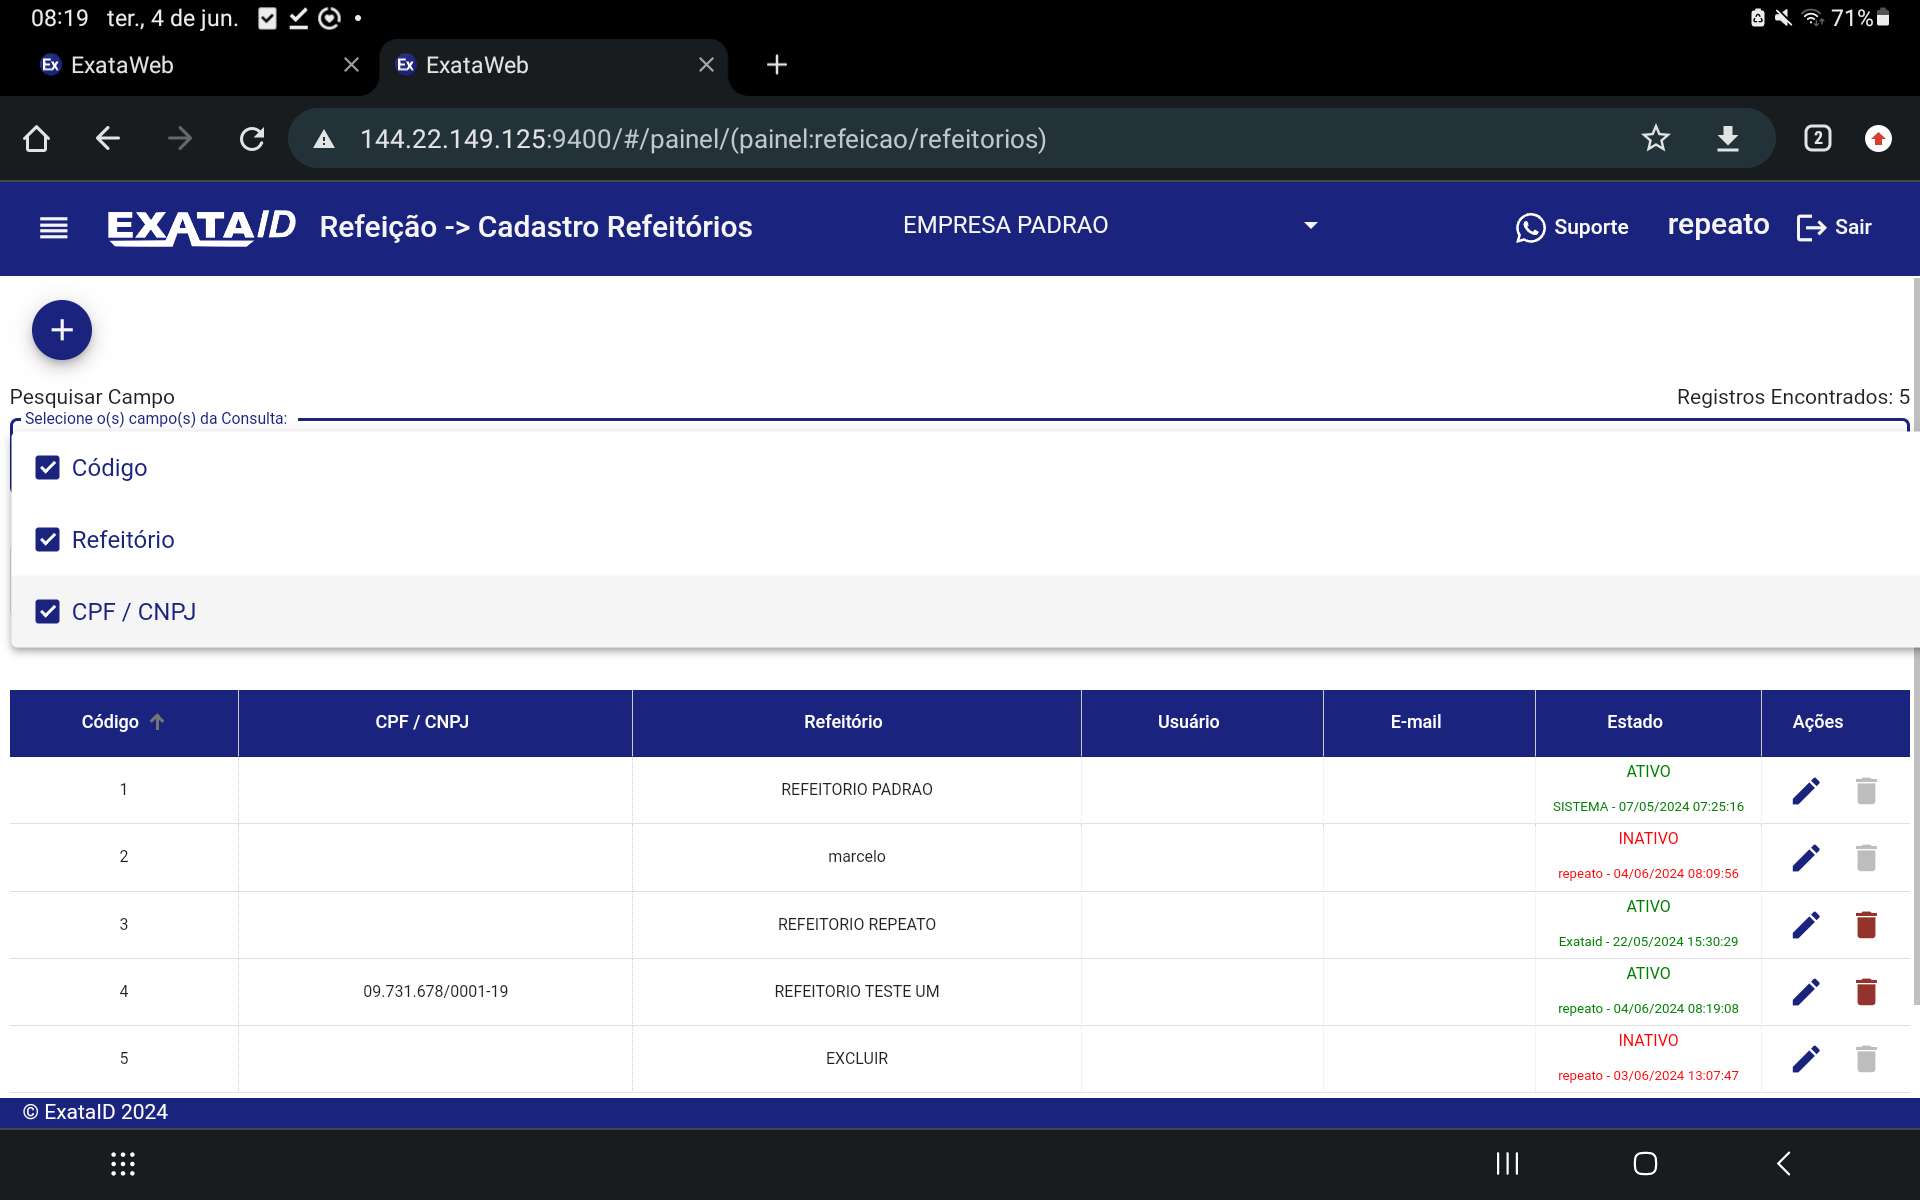 08:19 ter., 4 de jun. 71%
Ex ExataWeb Ex ExataWeb
144.22.149.125:9400/#/painel/(painel:refeicao/refeitorios) 2
EXATAID Refeição -> Cadastro Refeitórios EMPRESA PADRAO Suporte repeato Sair
Pesquisar Campo Registros Encontrados: 5
Selecione o(s) campo(s) da Consulta:
Código
Refeitório
CPF / CNPJ
Código CPF / CNPJ Refeitório Usuário E-mail Estado Ações
1 REFEITORIO PADRAO ATIVO
SISTEMA - 07/05/2024 07:25:16
2 marcelo INATIVO
repeato - 04/06/2024 08:09:56
3 REFEITORIO REPEATO ATIVO
Exataid - 22/05/2024 15:30:29
4 09.731.678/0001-19 REFEITORIO TESTE UM ATIVO
repeato - 04/06/2024 08:19:08
5 EXCLUIR INATIVO
repeato - 03/06/2024 13:07:47
© ExataID 2024